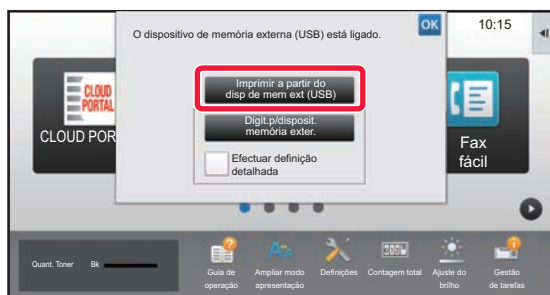 O dispositivo de memória externa (USB) está ligado.
OK
10:15
Imprimir a partir do
disp de mem ext (USB)
CLOUD
PORTAL
CLOUD POR
Digit.p/disposit.
memória exter.
Efectuar definição
detalhada
Fax
fácil
Quant. Toner
Bk
Guia de
operação
Ampliar modo
apresentação
Definições
Contagem total
Ajuste do
brilho
Gestão
de tarefas